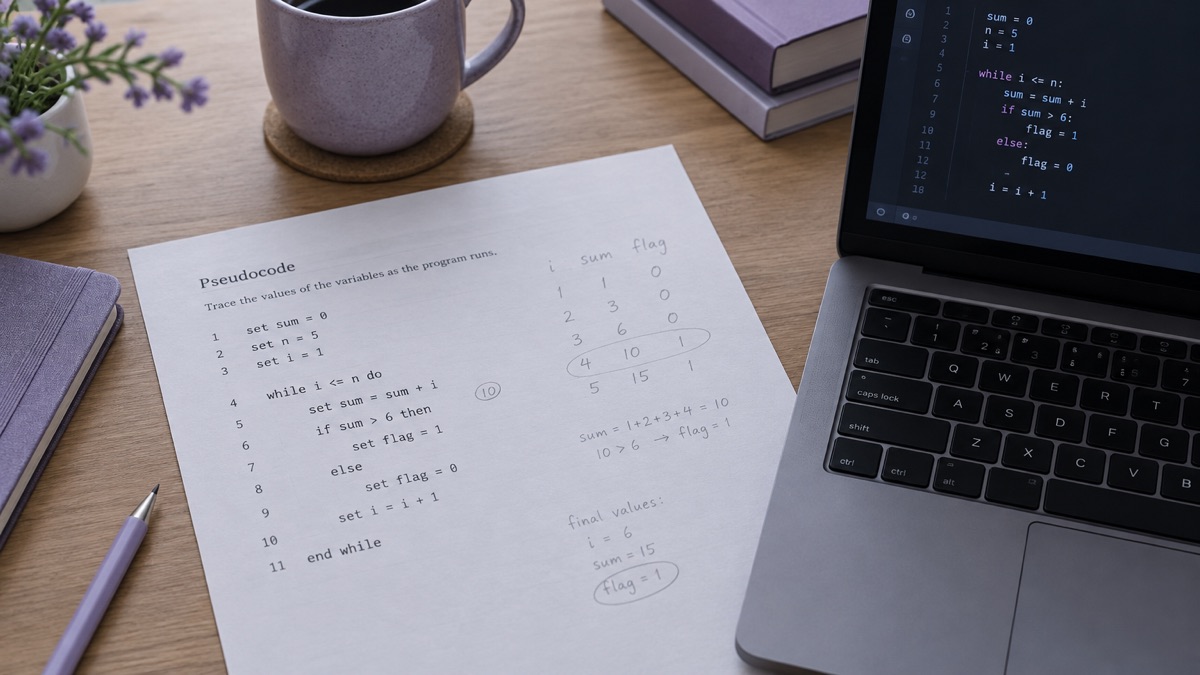 Pseudocode
Trace the values of the variables as the program runs.
1 set sum = 0
2 set n = 5
3 set i = 1
4 while i <= n do
5 set sum = sum + i
6 if sum > 6 then
7 set flag = 1
8 else
9 set flag = 0
10 set i = i + 1
11 end while
10
i sum flag
1 1 0
2 3 0
3 6 0
4 10 1
5 15 1
sum = 1+2+3+4 = 10
10 > 6 → flag = 1
final values:
i = 6
sum = 15
flag = 1
1 sum = 0
2 n = 5
3 i = 1
4
5 while i <= n:
6 sum = sum + i
7 if sum > 6:
9 flag = 1
10 else:
11 flag = 0
12
12
18 i = i + 1
esc
tab Q W E R T
caps lock A S D F G
shift Z X C V B
ctrl ctrl alt